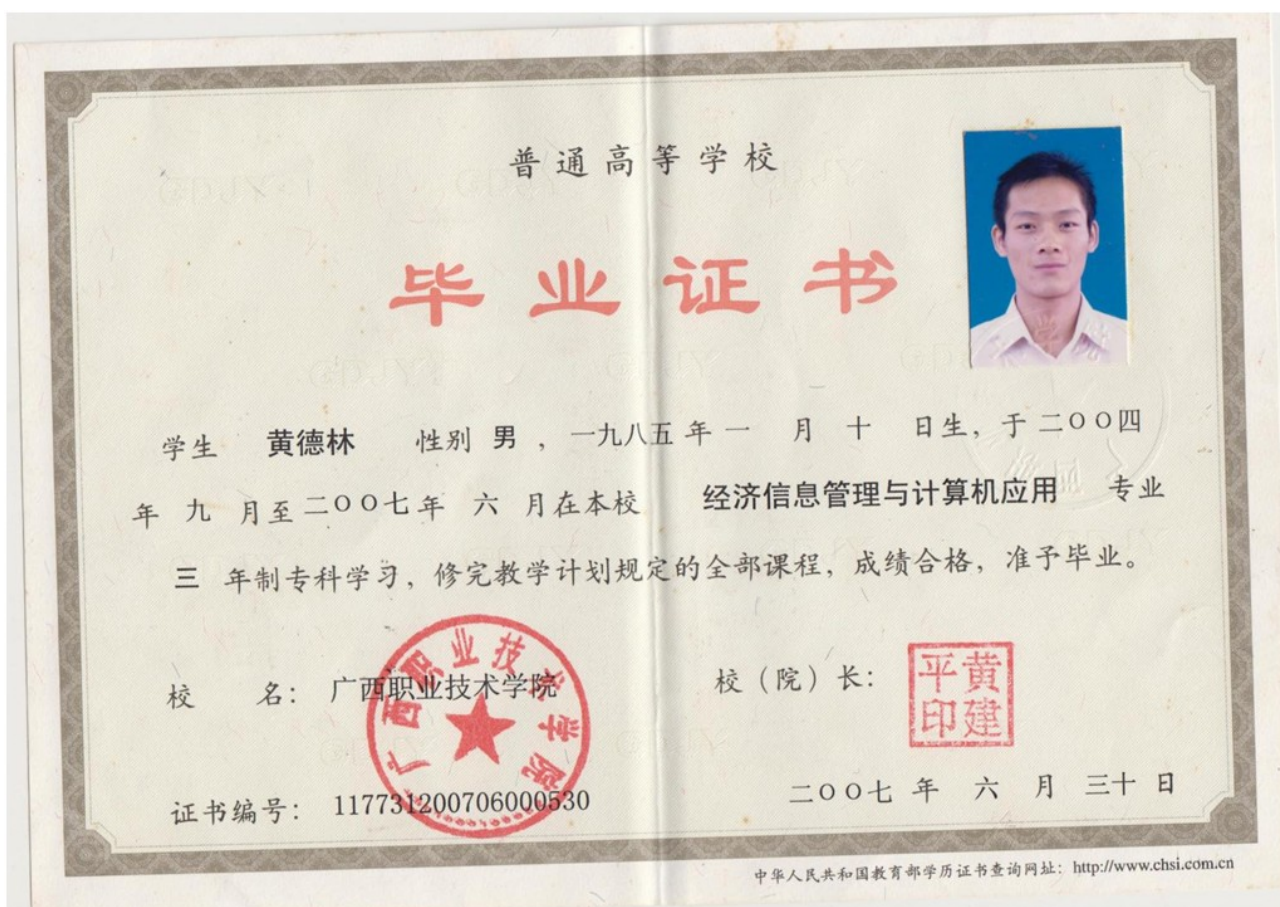 普通高等学校
毕业证书
学生 黄德林 性别 男 ，一九八五年一 月 十 日生，于二〇〇四
年 九 月至二〇〇七年 六 月在本校 经济信息管理与计算机应用 专业
三 年制专科学习，修完教学计划规定的全部课程，成绩合格，准予毕业。
校 名： 广西职业技术学院
广西职业技术学院
校（院）长：
黄建平印
证书编号： 117731200706000530
二〇〇七 年 六 月 三十 日
中华人民共和国教育部学历证书查询网址：http://www.chsi.com.cn